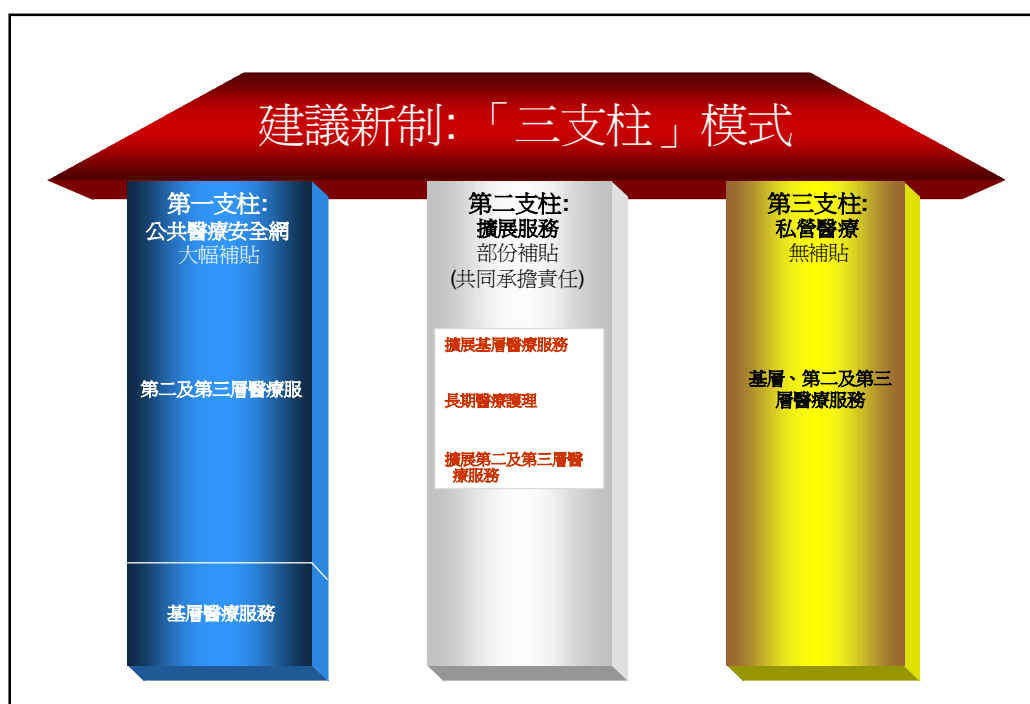 建議新制:「三支柱」模式
第一支柱:
公共醫療安全網
大幅補貼
第二及第三層醫療服
基層醫療服務
第二支柱:
擴展服務
部份補貼
(共同承擔責任)
擴展基層醫療服務
長期醫療護理
擴展第二及第三層醫
療服務
第三支柱:
私營醫療
無補貼
基層、第二及第三
層醫療服務